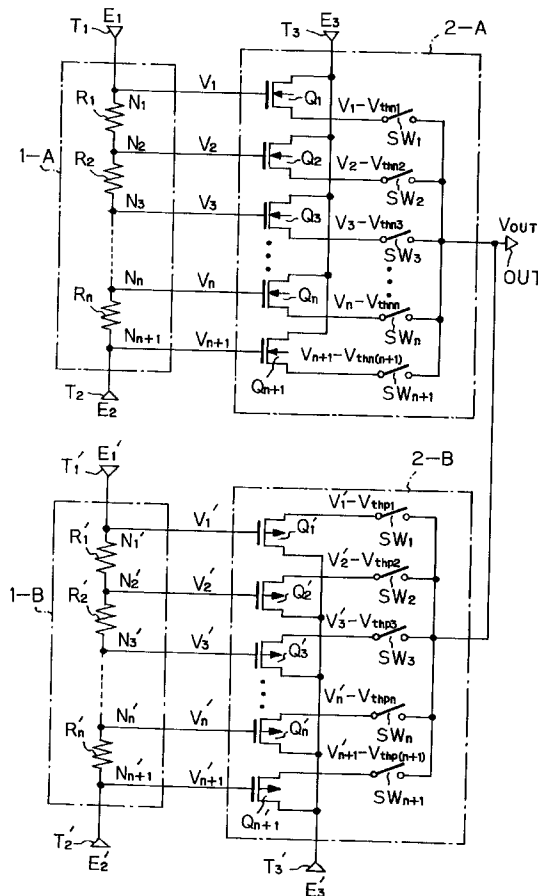 E1 E3
T1 T3 2-A
R1 N1 V1 Q1 V1-Vthn1
SW1
1-A R2 N2 V2 Q2 V2-Vthn2
SW2
N3 V3 Q3 V3-Vthn3
SW3 VOUT
OUT
Rn Nn Vn Qn Vn-Vthnn
SWn
Nn+1 Vn+1 Qn+1 Vn+1-Vthn(n+1)
SWn+1
T2
E2
E1'
T1' 2-B
R1' N1' V1' Q1' V1'-Vthp1
SW1
1-B R2' N2' V2' Q2' V2'-Vthp2
SW2
N3' V3' Q3' V3'-Vthp3
SW3
Rn' Nn' Vn' Qn' Vn'-Vthpn
SWn
Nn'+1 Vn'+1 Qn'+1 Vn'+1-Vthp(n+1)
SWn+1
T2' T3'
E2' E3'